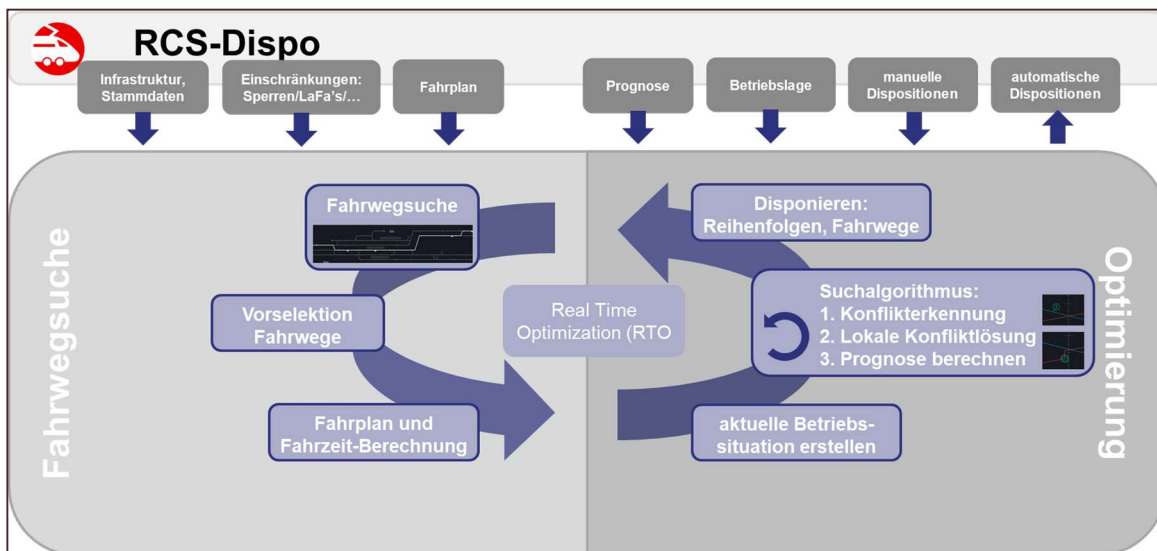 RCS-Dispo
Infrastruktur,
Stammdaten
Einschränkungen:
Sperren/LaFa's/...
Fahrplan
Prognose
Betriebslage
manuelle
Dispositionen
automatische
Dispositionen
Fahrwegsuche
Fahrwegsuche
Vorselektion
Fahrwege
Fahrplan und
Fahrzeit-Berechnung
Real Time
Optimization (RTO
Disponieren:
Reihenfolgen, Fahrwege
Suchalgorithmus:
1. Konflikterkennung
2. Lokale Konfliktlösung
3. Prognose berechnen
aktuelle Betriebs-
situation erstellen
Optimierung